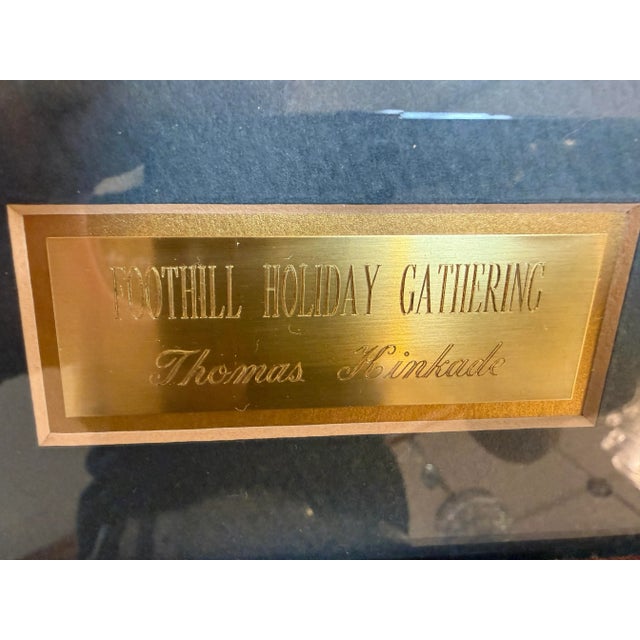 FOOTHILL HOLIDAY GATHERING
Thomas Kinkade